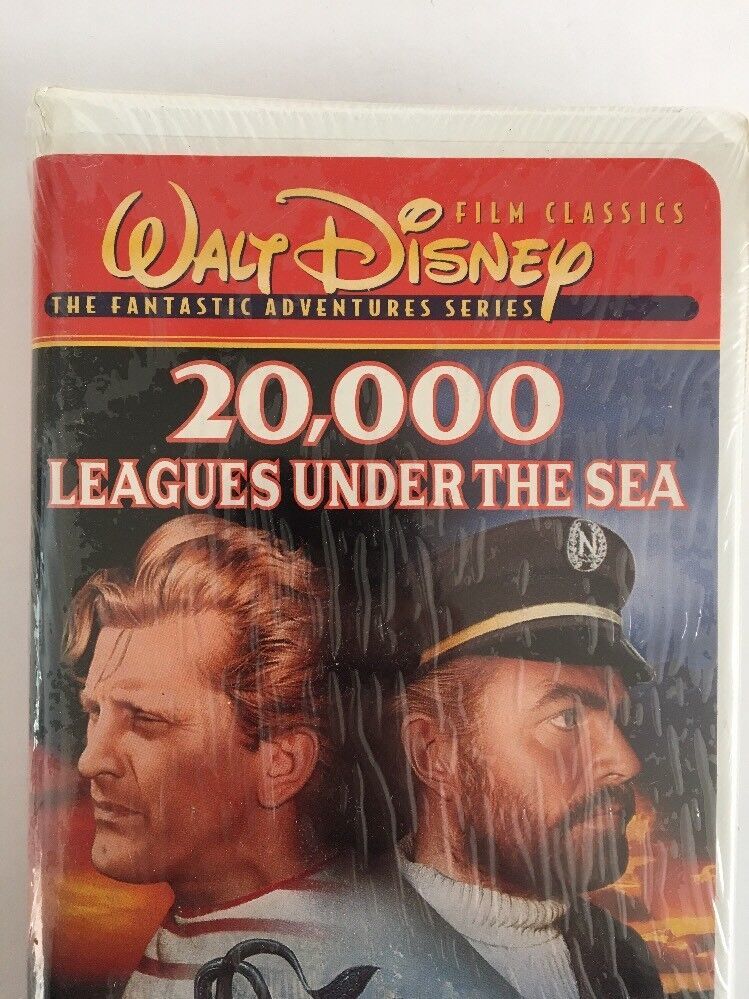 FILM CLASSICS
WALT DISNEY
THE FANTASTIC ADVENTURES SERIES
20,000
LEAGUES UNDER THE SEA
N